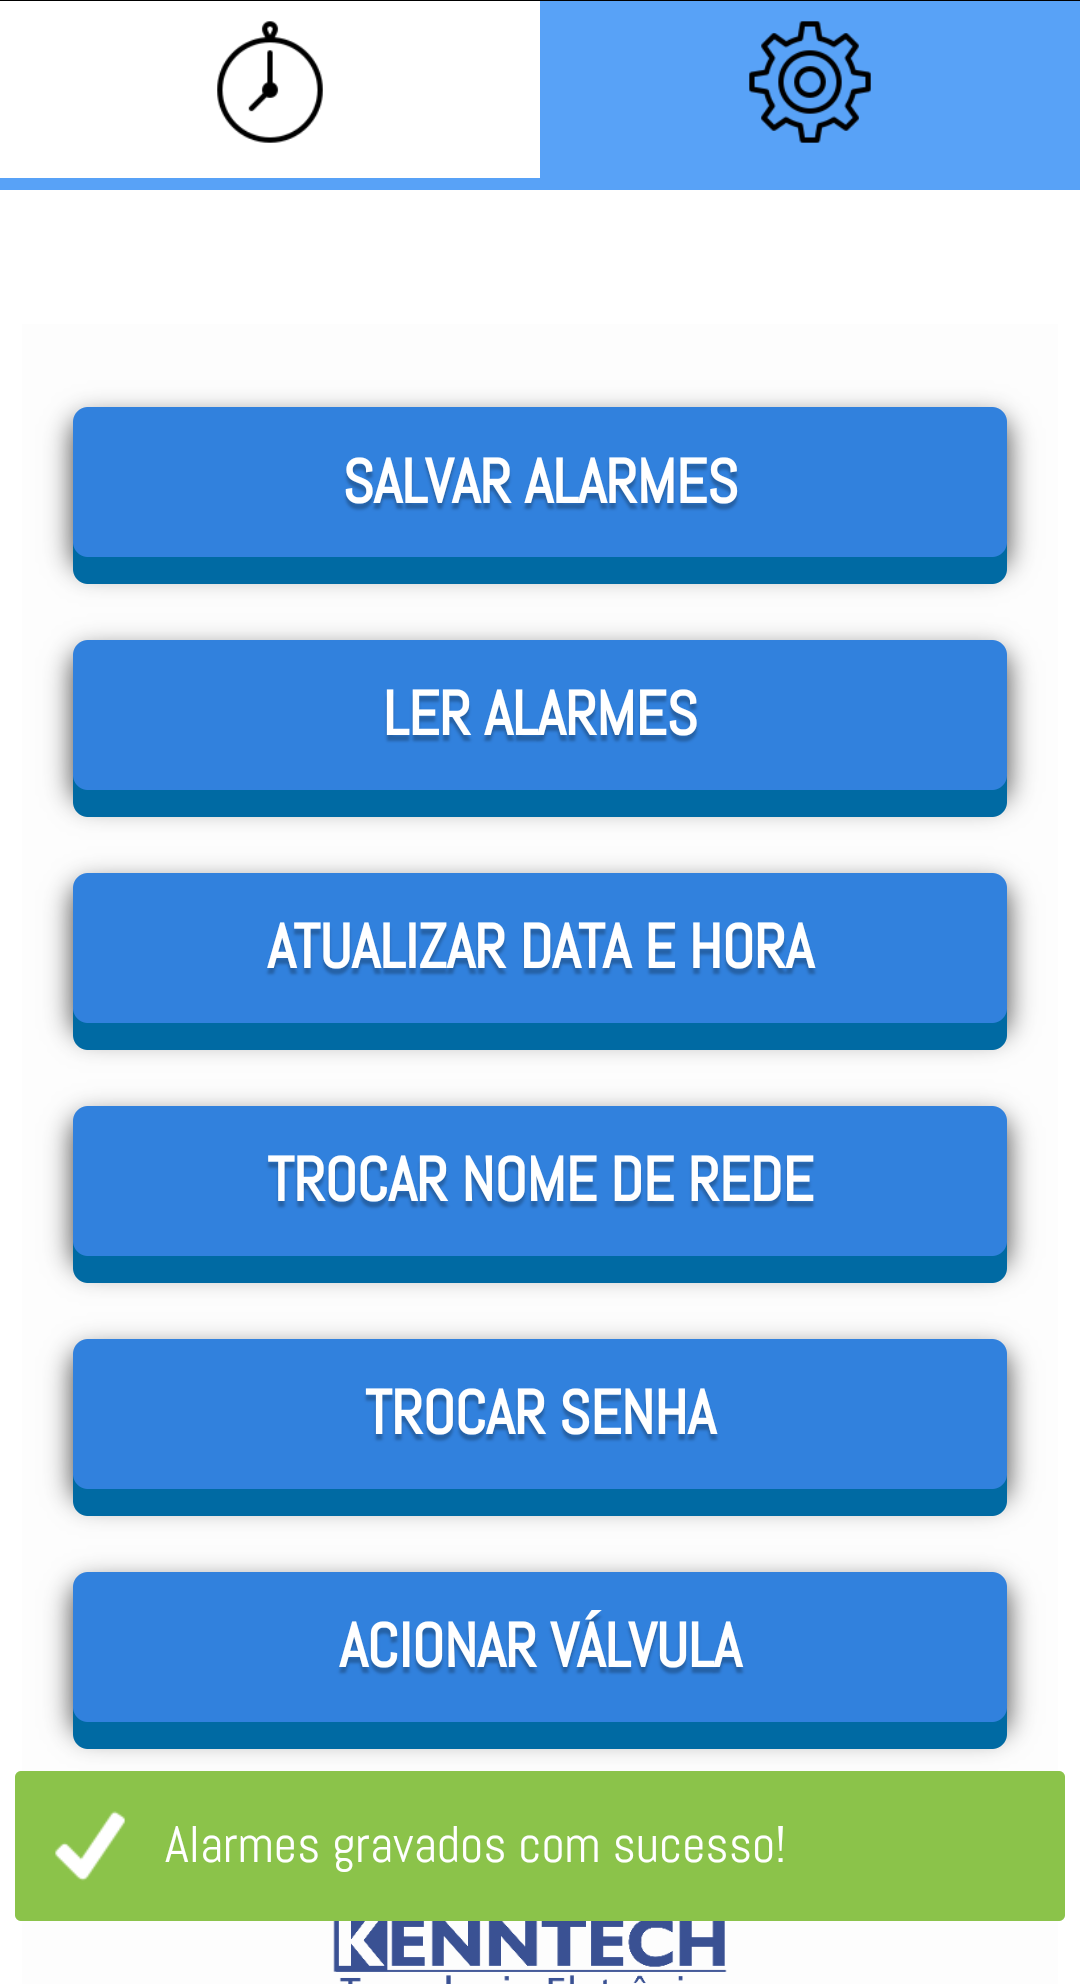 SALVAR ALARMES
LER ALARMES
ATUALIZAR DATA E HORA
TROCAR NOME DE REDE
TROCAR SENHA
ACIONAR VÁLVULA
Alarmes gravados com sucesso!
KENNTECH